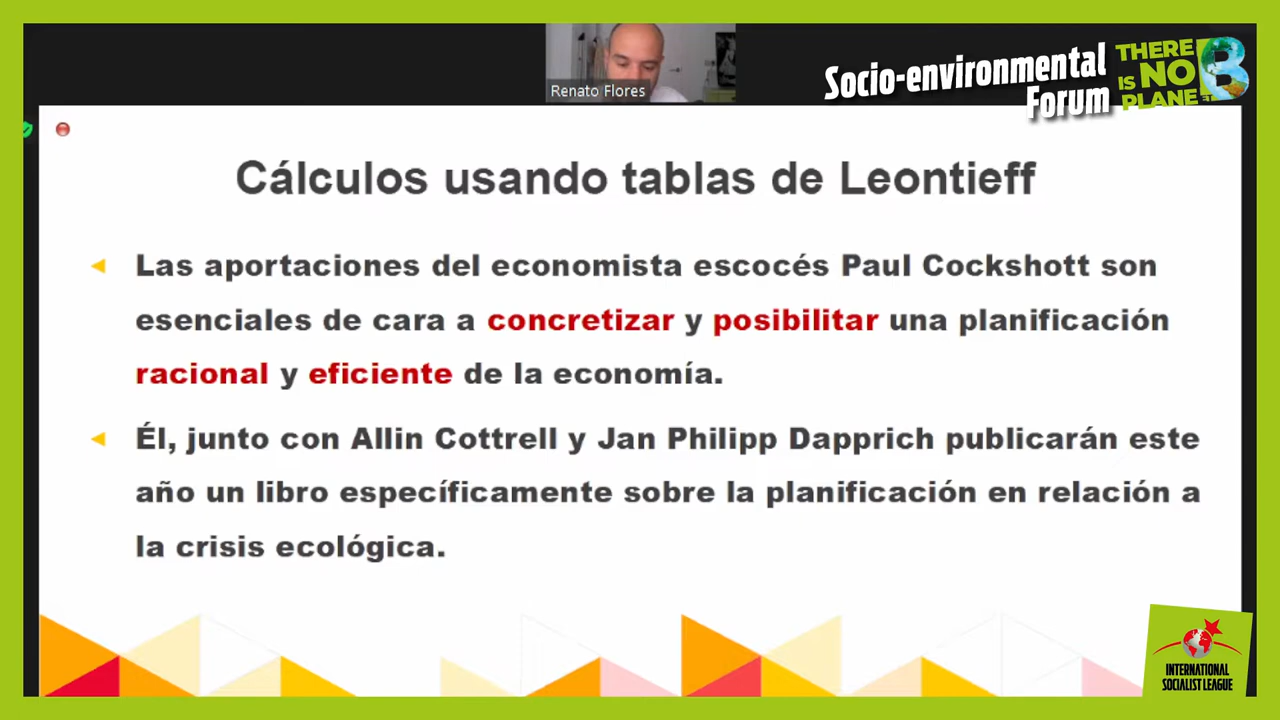 Renato Flores
Socio-environmental
Forum
THERE
IS NO
PLANE
B
Cálculos usando tablas de Leontieff
Las aportaciones del economista escocés Paul Cockshott son
esenciales de cara a concretizar y posibilitar una planificación
racional y eficiente de la economía.
Él, junto con Allin Cottrell y Jan Philipp Dapprich publicarán este
año un libro específicamente sobre la planificación en relación a
la crisis ecológica.
INTERNATIONAL
SOCIALIST LEAGUE